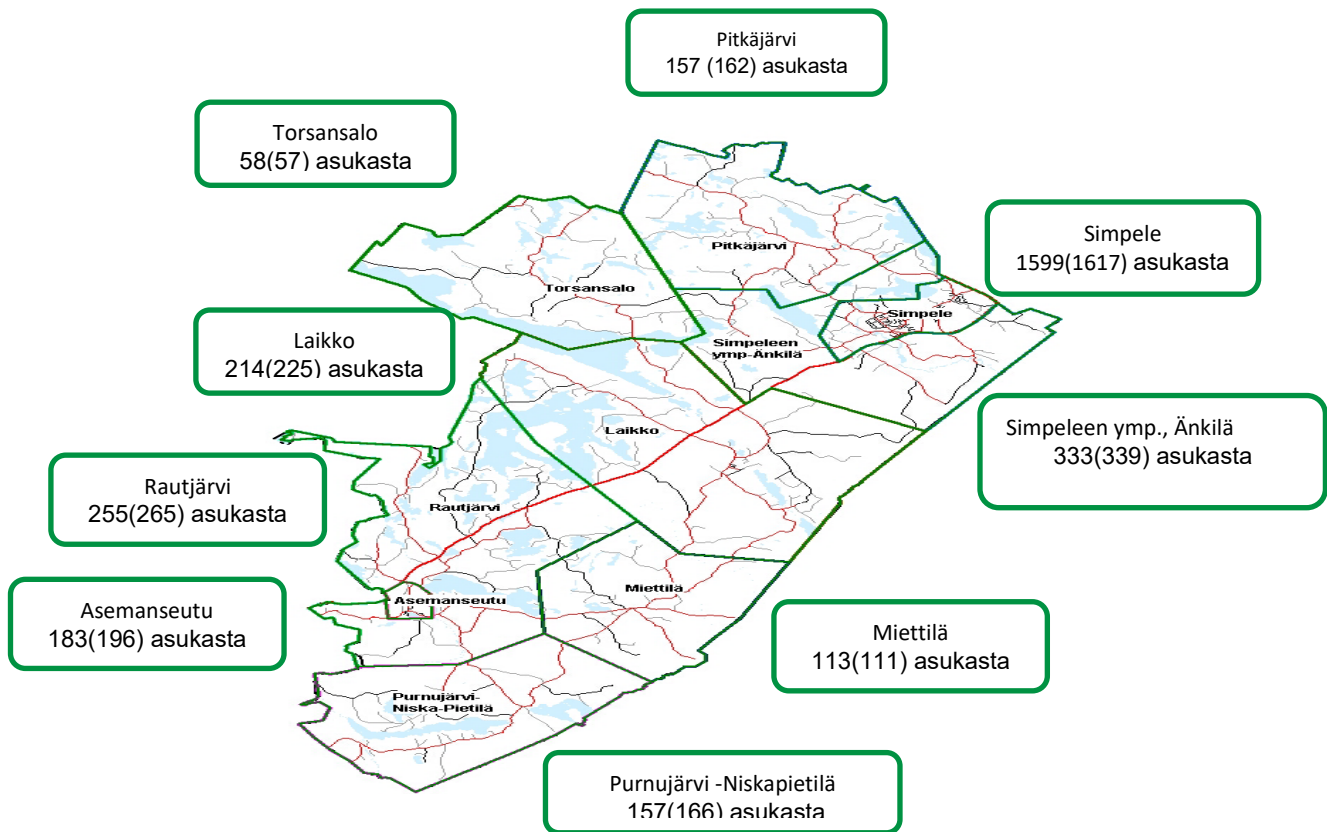 Pitkäjärvi
157 (162) asukasta
Torsansalo
58(57) asukasta
Simpele
1599(1617) asukasta
Pitkäjärvi
Torsansalo
Simpele
Laikko
214(225) asukasta
Simpeleen
ymp-Änkilä
Simpeleen ymp., Änkilä
333(339) asukasta
Laikko
Rautjärvi
255(265) asukasta
Rautjärvi
Asemanseutu
183(196) asukasta
Asemanseutu
Miettilä
Miettilä
113(111) asukasta
Purnujärvi-
Niska-Pietilä
Purnujärvi -Niskapietilä
157(166) asukasta